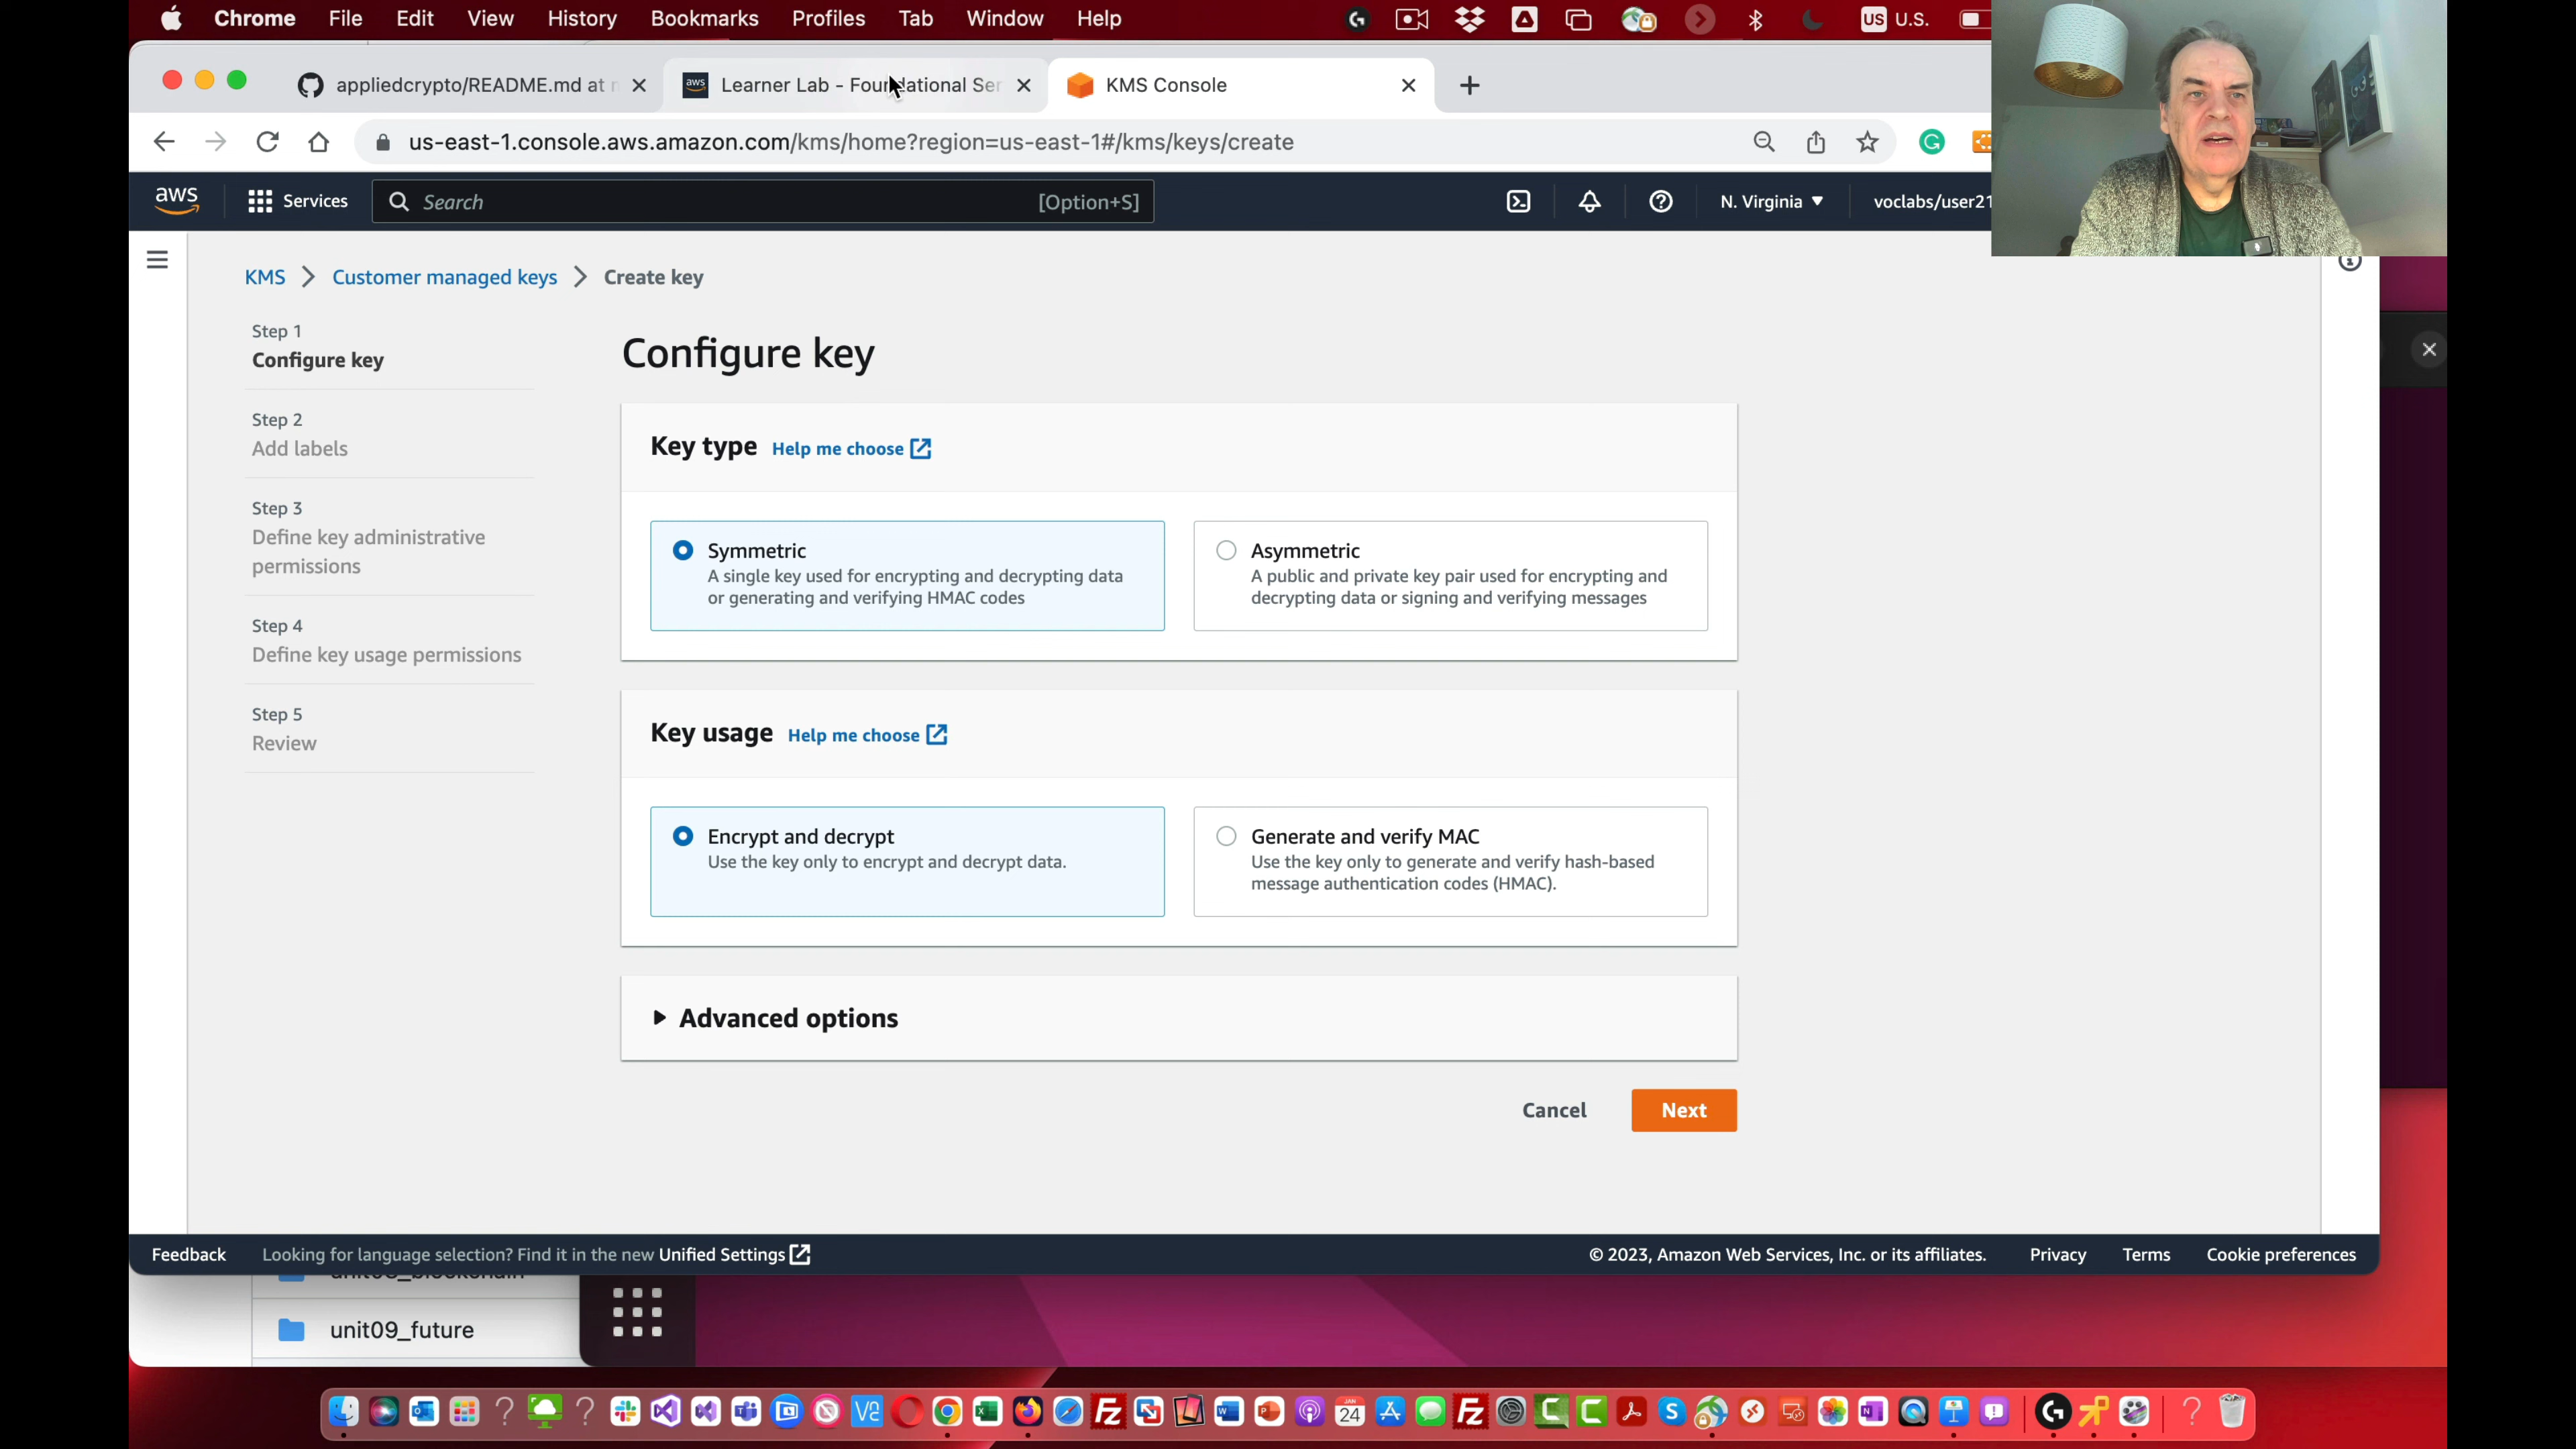 Chrome File Edit View History Bookmarks Profiles Tab Window Help US U.S.
appliedcrypto/README.md at Learner Lab - Foundational Ser KMS Console
us-east-1.console.aws.amazon.com/kms/home?region=us-east-1#/kms/keys/create
aws Services Search [Option+S] N. Virginia voclabs/user21
KMS Customer managed keys Create key
Step 1
Configure key
Step 2
Add labels
Step 3
Define key administrative
permissions
Step 4
Define key usage permissions
Step 5
Review
Configure key
Key type Help me choose
Symmetric
A single key used for encrypting and decrypting data
or generating and verifying HMAC codes
Asymmetric
A public and private key pair used for encrypting and
decrypting data or signing and verifying messages
Key usage Help me choose
Encrypt and decrypt
Use the key only to encrypt and decrypt data.
Generate and verify MAC
Use the key only to generate and verify hash-based
message authentication codes (HMAC).
Advanced options
Cancel Next
Feedback Looking for language selection? Find it in the new Unified Settings © 2023, Amazon Web Services, Inc. or its affiliates. Privacy Terms Cookie preferences
unit09_future
JAN
24